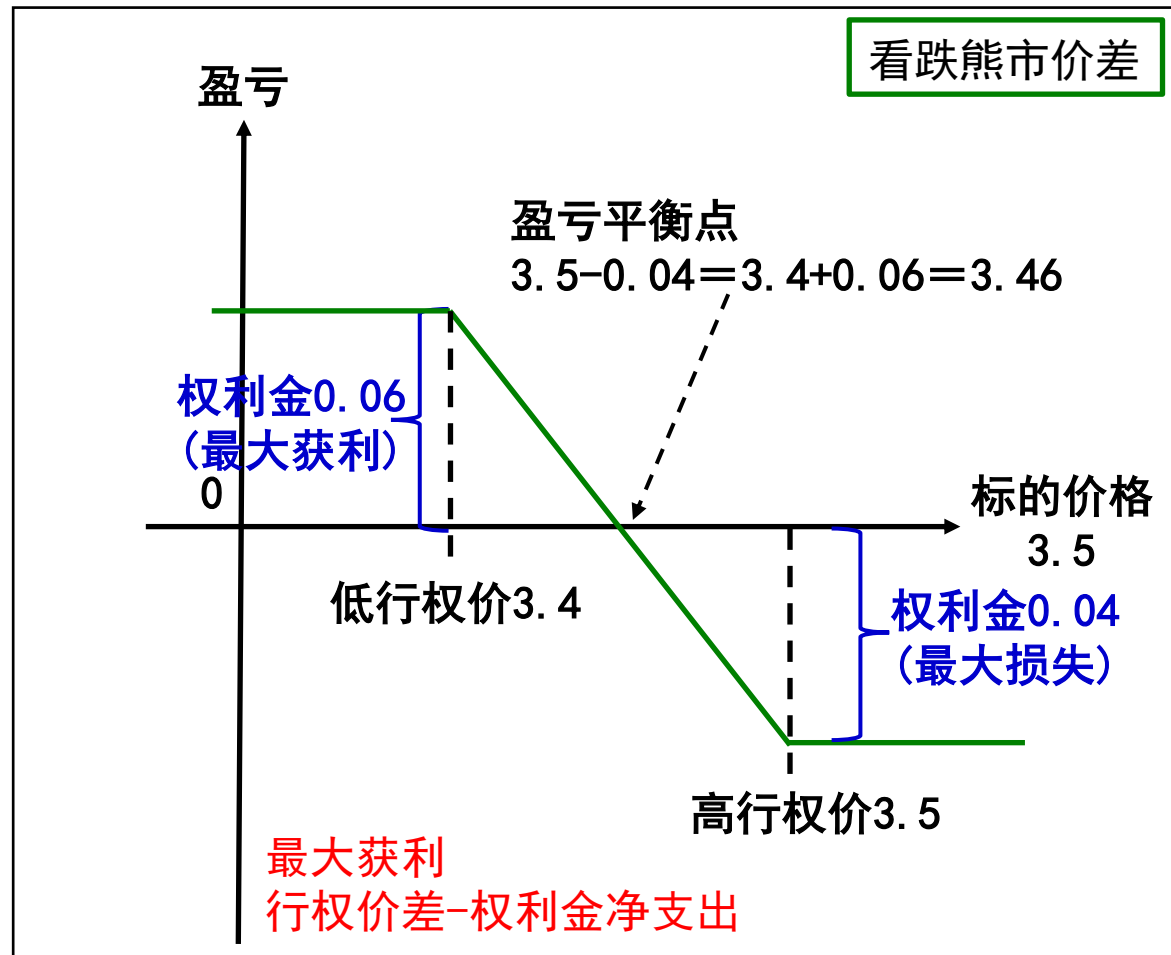 看跌熊市价差
盈亏
盈亏平衡点
3.5-0.04=3.4+0.06=3.46
权利金0.06
(最大获利)
0
标的价格
3.5
低行权价3.4
权利金0.04
(最大损失)
高行权价3.5
最大获利
行权价差-权利金净支出